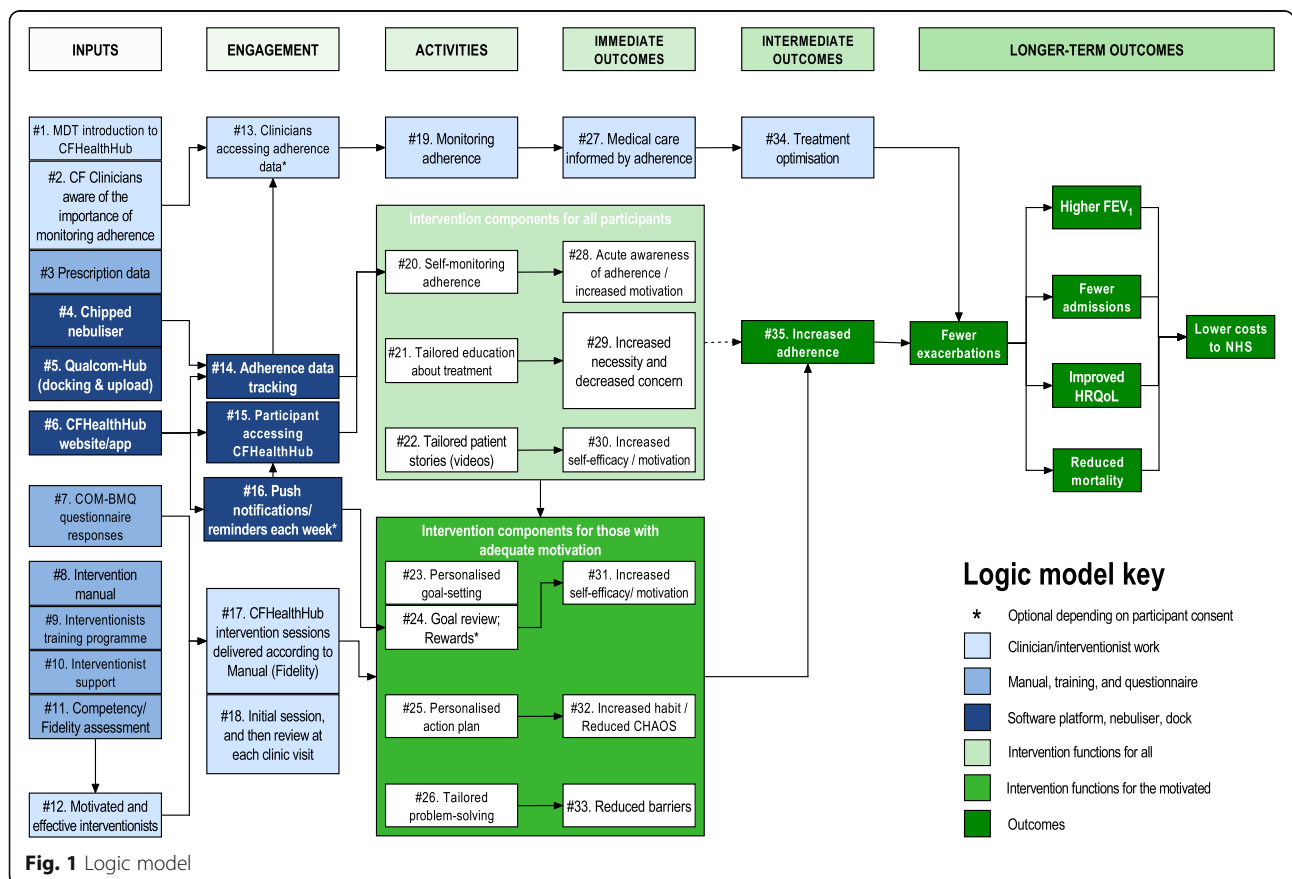 INPUTS
ENGAGEMENT
ACTIVITIES
IMMEDIATE
OUTCOMES
INTERMEDIATE
OUTCOMES
LONGER-TERM OUTCOMES
#1. MDT introduction to
CFHealthHub
#2. CF Clinicians
aware of the
importance of
monitoring adherence
#3 Prescription data
#4. Chipped
nebuliser
#5. Qualcom-Hub
(docking & upload)
#6. CFHealthHub
website/app
#7. COM-BMQ
questionnaire
responses
#8. Intervention
manual
#9. Interventionists
training programme
#10. Interventionist
support
#11. Competency/
Fidelity assessment
#12. Motivated and
effective interventionists
#13. Clinicians
accessing adherence
data*
#14. Adherence data
tracking
#15. Participant
accessing
CFHealthHub
#16. Push
notifications/
reminders each week*
#17. CFHealthHub
intervention sessions
delivered according to
Manual (Fidelity)
#18. Initial session,
and then review at
each clinic visit
#19. Monitoring
adherence
#27. Medical care
informed by adherence
#34. Treatment
optimisation
Intervention components for all participants
#20. Self-monitoring
adherence
#28. Acute awareness
of adherence /
increased motivation
#21. Tailored education
about treatment
#29. Increased
necessity and
decreased concern
#22. Tailored patient
stories (videos)
#30. Increased
self-efficacy / motivation
Intervention components for those with
adequate motivation
#23. Personalised
goal-setting
#24. Goal review;
Rewards*
#31. Increased
self-efficacy/ motivation
#25. Personalised
action plan
#32. Increased habit /
Reduced CHAOS
#26. Tailored
problem-solving
#33. Reduced barriers
#35. Increased
adherence
Fewer
exacerbations
Higher FEV1
Fewer
admissions
Improved
HRQoL
Reduced
mortality
Lower costs
to NHS
Logic model key
* Optional depending on participant consent
Clinician/interventionist work
Manual, training, and questionnaire
Software platform, nebuliser, dock
Intervention functions for all
Intervention functions for the motivated
Outcomes
Fig. 1 Logic model